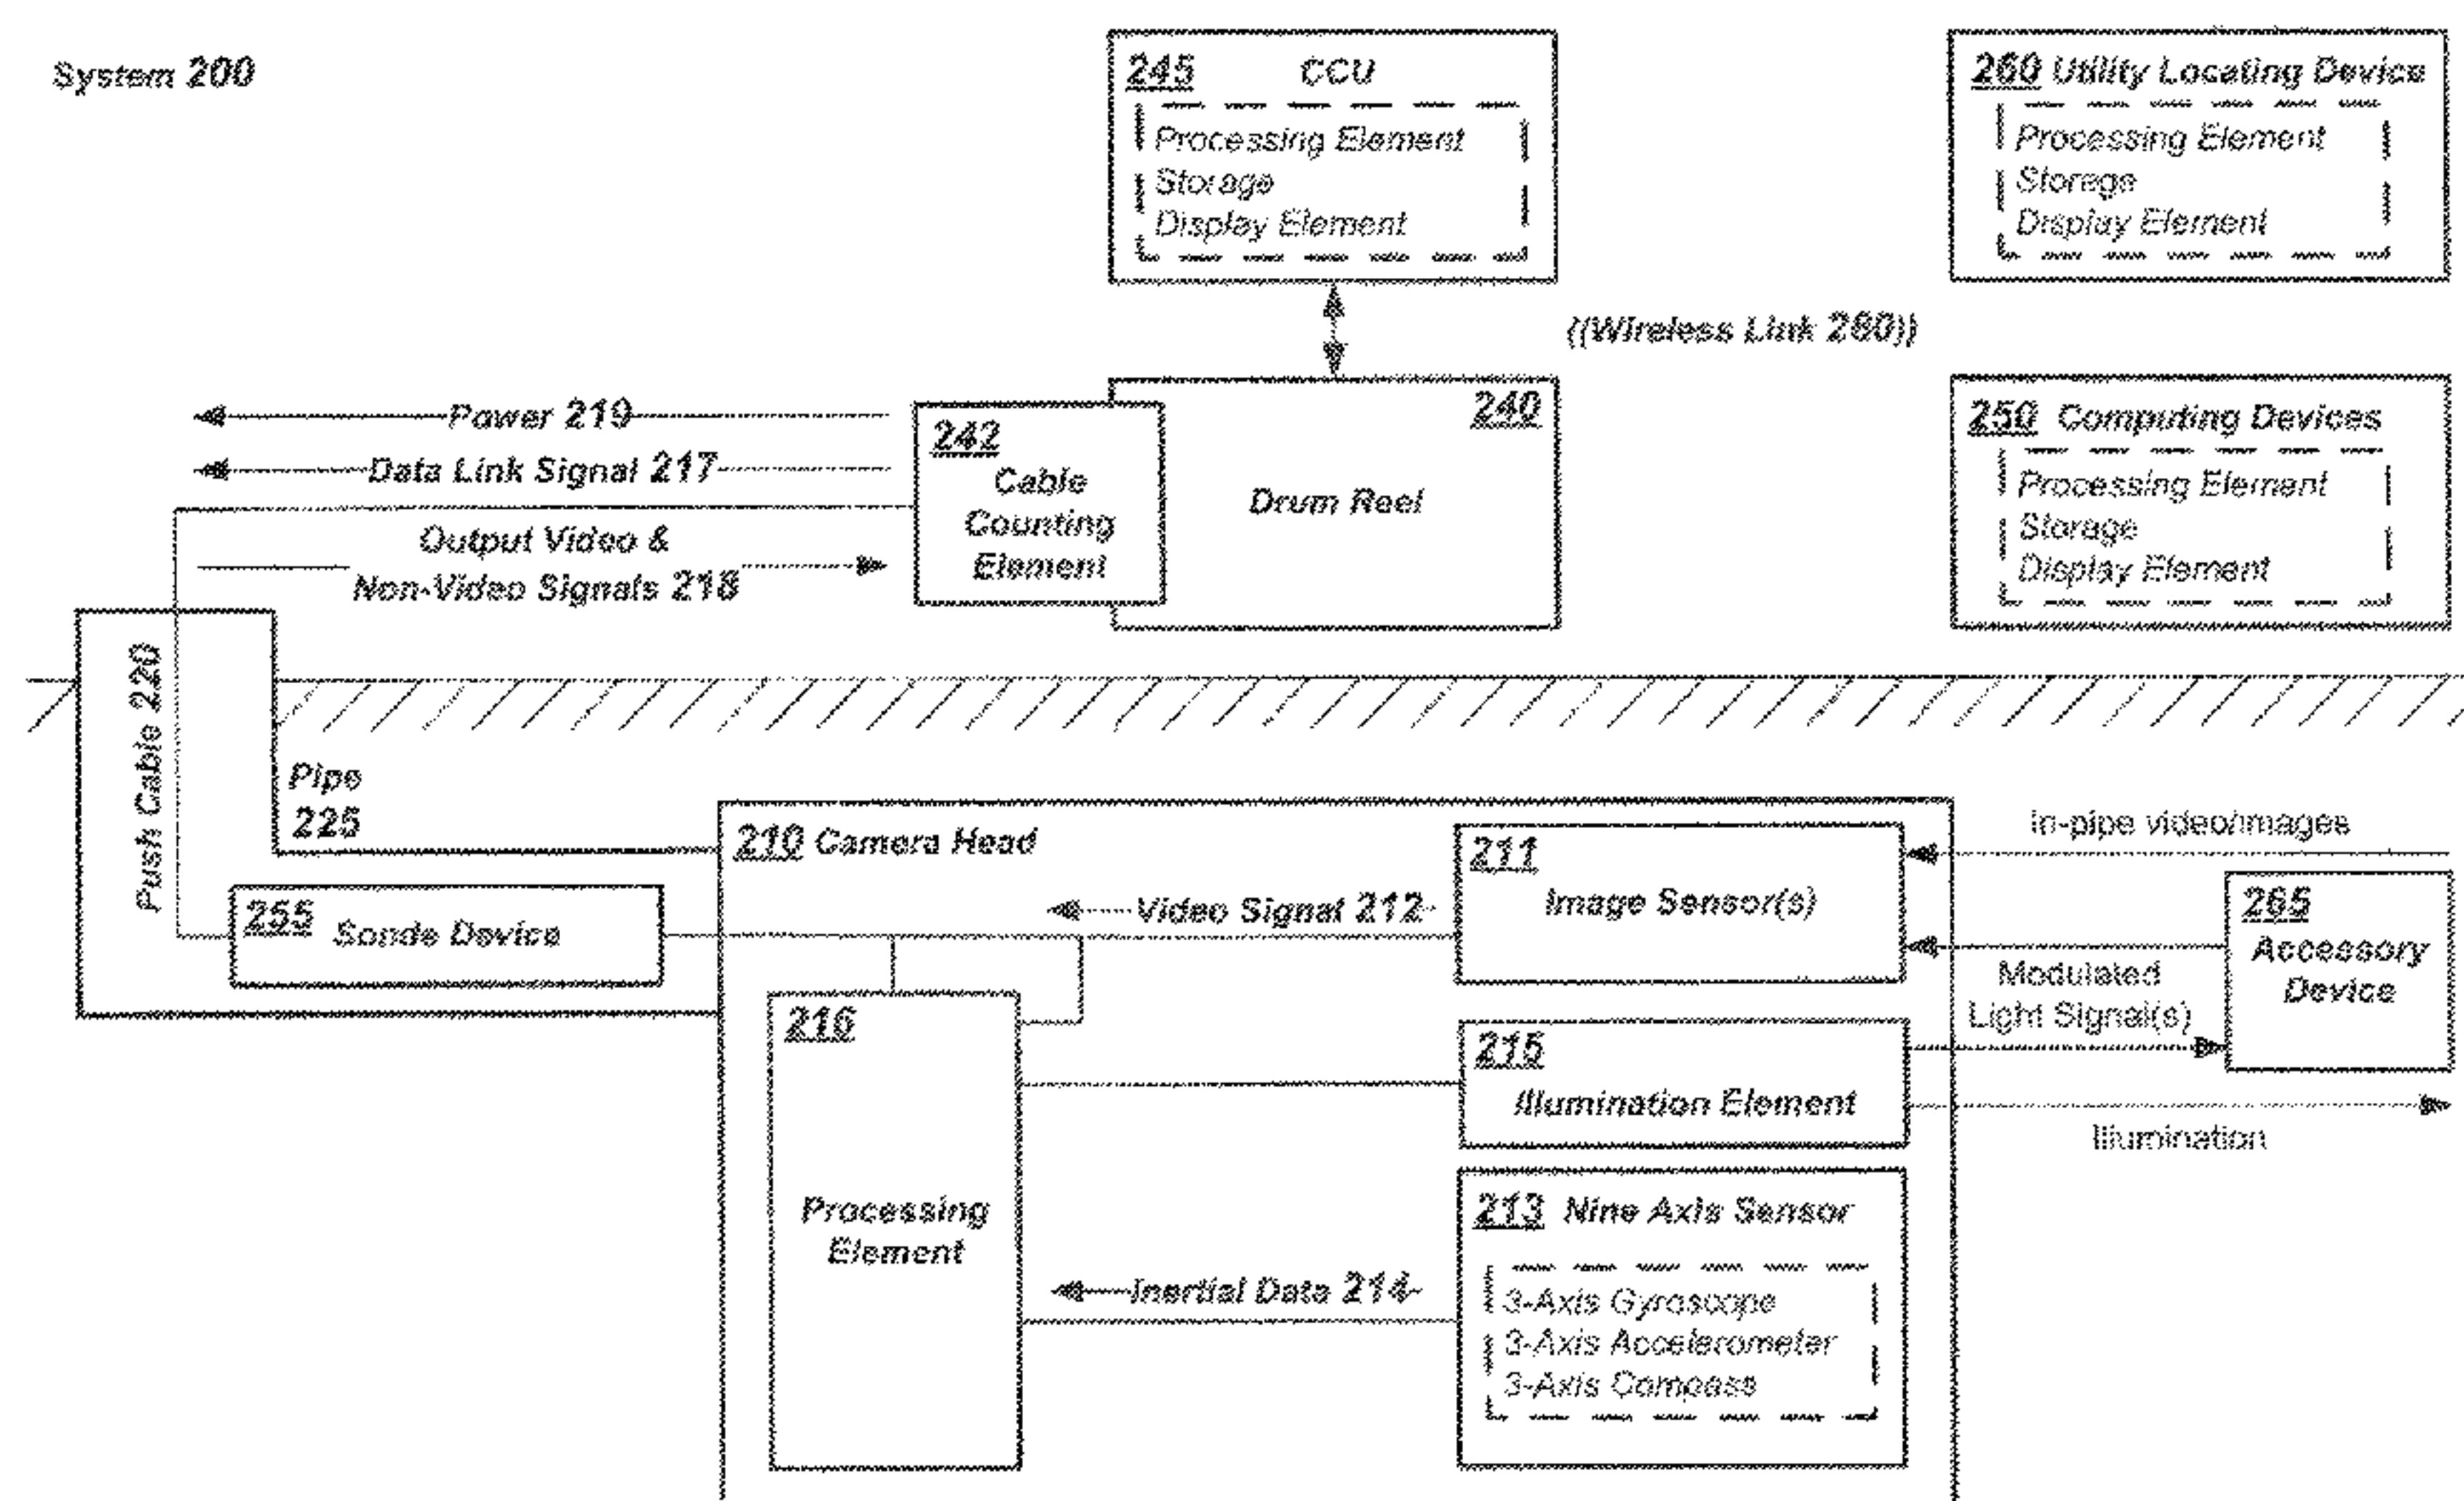 System 200
245 CCU
Processing Element
Storage
Display Element
260 Utility Locating Device
Processing Element
Storage
Display Element
((Wireless Link 280))
Power 219
Data Link Signal 217
Output Video &
Non-Video Signals 218
242
Cable
Counting
Element
240
Drum Reel
250 Computing Devices
Processing Element
Storage
Display Element
Push Cable 220
Pipe
225
210 Camera Head
211
Image Sensor(s)
In-pipe video/images
255 Sonde Device
Video Signal 212
265
Accessory
Device
Modulated
Light Signal(s)
216
Processing
Element
215
Illumination Element
Illumination
213 Nine Axis Sensor
3-Axis Gyroscope
3-Axis Accelerometer
3-Axis Compass
Inertial Data 214